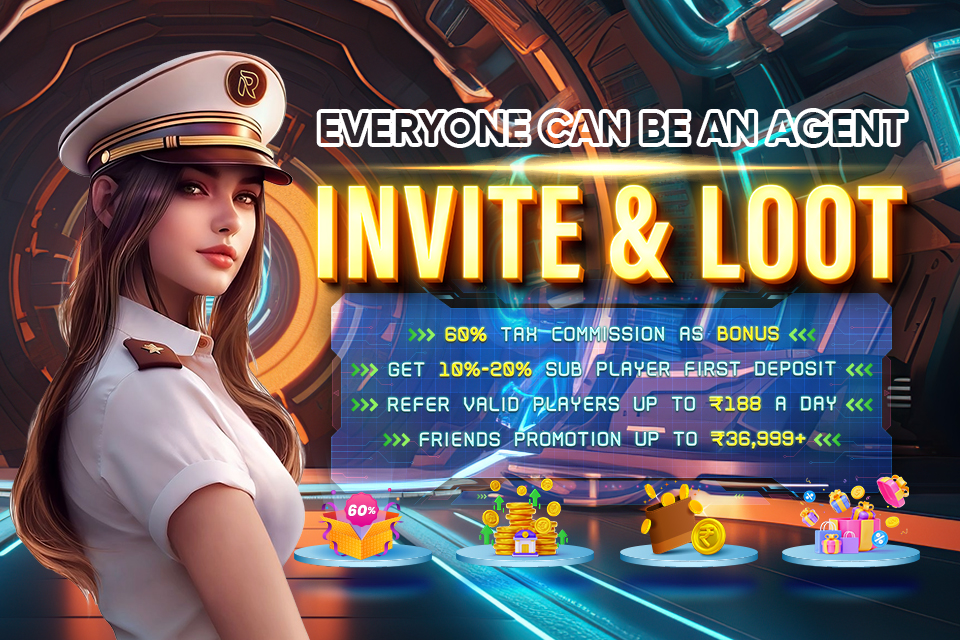 EVERYONE CAN BE AN AGENT
INVITE & LOOT
››› 60% TAX COMMISSION AS BONUS ‹‹‹
››› GET 10%-20% SUB PLAYER FIRST DEPOSIT ‹‹‹
››› REFER VALID PLAYERS UP TO ₹188 A DAY ‹‹‹
››› FRIENDS PROMOTION UP TO ₹36,999+ ‹‹‹
60%